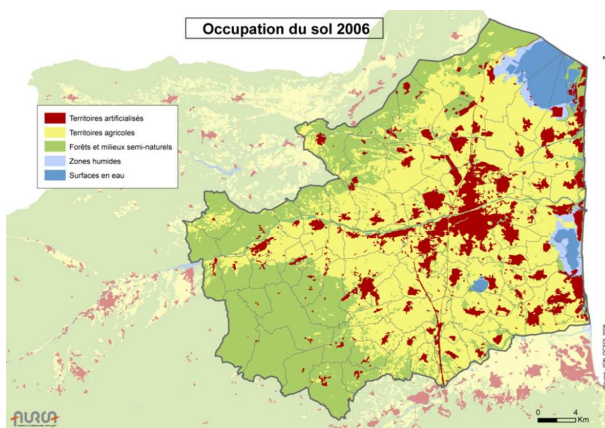 Occupation du sol 2006
Territoires artificialisés
Territoires agricoles
Forêts et milieux semi-naturels
Zones humides
Surfaces en eau
0 4
Km
AURCA